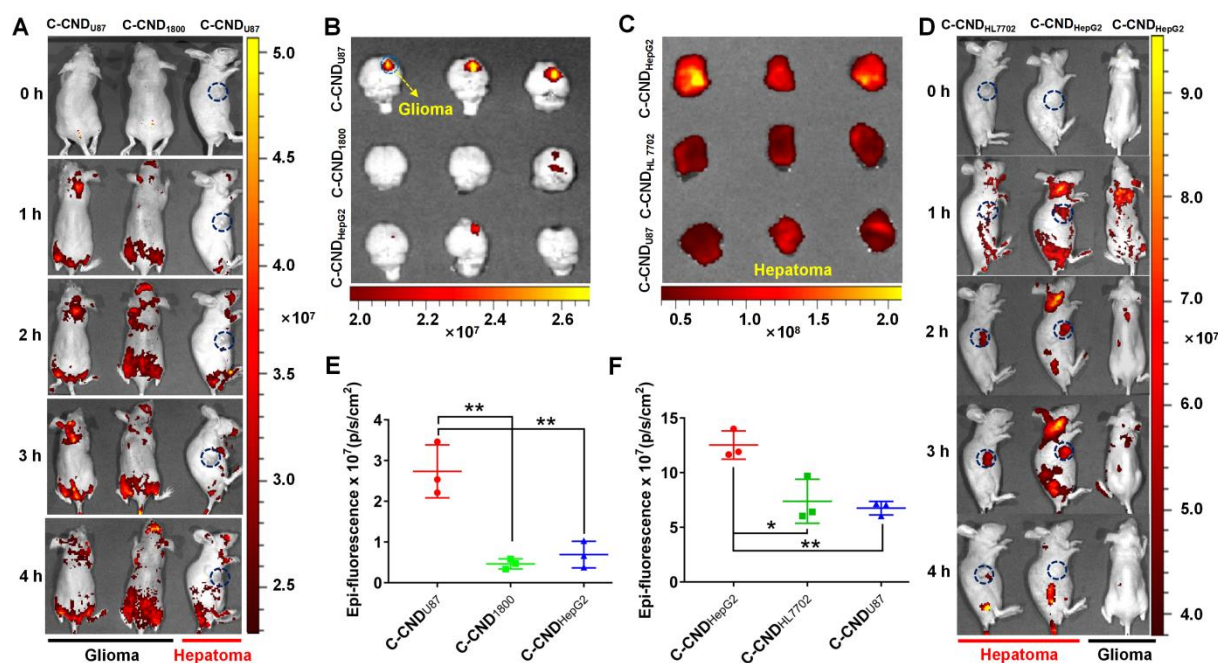 A
C-CNDU87 C-CND1800 C-CNDU87
0 h
1 h
2 h
3 h
4 h
5.0
4.5
4.0
×10⁷
3.5
3.0
2.5
Glioma Hepatoma
B
C-CNDU87
C-CND1800
C-CNDHepG2
Glioma
2.0 2.2 2.4 2.6
×10⁷
C
C-CNDHepG2
C-CNDHL 7702
C-CNDU87
Hepatoma
0.5 1.0 1.5 2.0
×10⁸
D
C-CNDHL7702 C-CNDHepG2 C-CNDHepG2
0 h
1 h
2 h
3 h
4 h
9.0
8.0
7.0
×10⁷
6.0
5.0
4.0
Hepatoma Glioma
E
Epi-fluorescence x 10⁷(p/s/cm²)
4
3
2
1
0
**
**
C-CNDU87
C-CND1800
C-CNDHepG2
F
Epi-fluorescence x 10⁷(p/s/cm²)
15
10
5
0
*
**
C-CNDHepG2
C-CNDHL7702
C-CNDU87